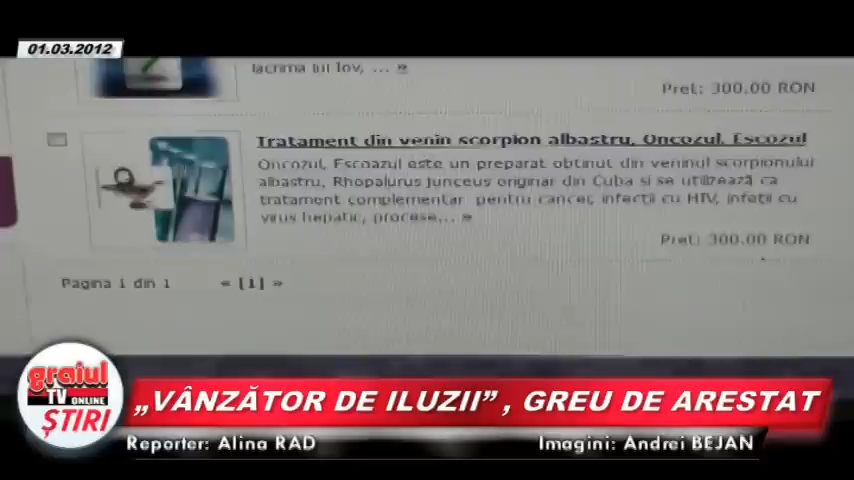 01.03.2012
lacrima lui Iov, ... »
Pret: 300.00 RON
Tratament din venin scorpion albastru, Oncozul, Escozul
Oncozul, Escoazul este un preparat obtinut din veninul scorpionului
albastru, Rhopalurus Junceus originar din Cuba si se utilizează ca
tratament complementar pentru cancer, infectii cu HIV, infetii cu
virus hepatic, procese... »
Pret: 300.00 RON
Pagina 1 din 1 « [1] »
graiul
TV ONLINE
ȘTIRI
„VÂNZĂTOR DE ILUZII”, GREU DE ARESTAT
Reporter: Alina RAD Imagini: Andrei BEJAN